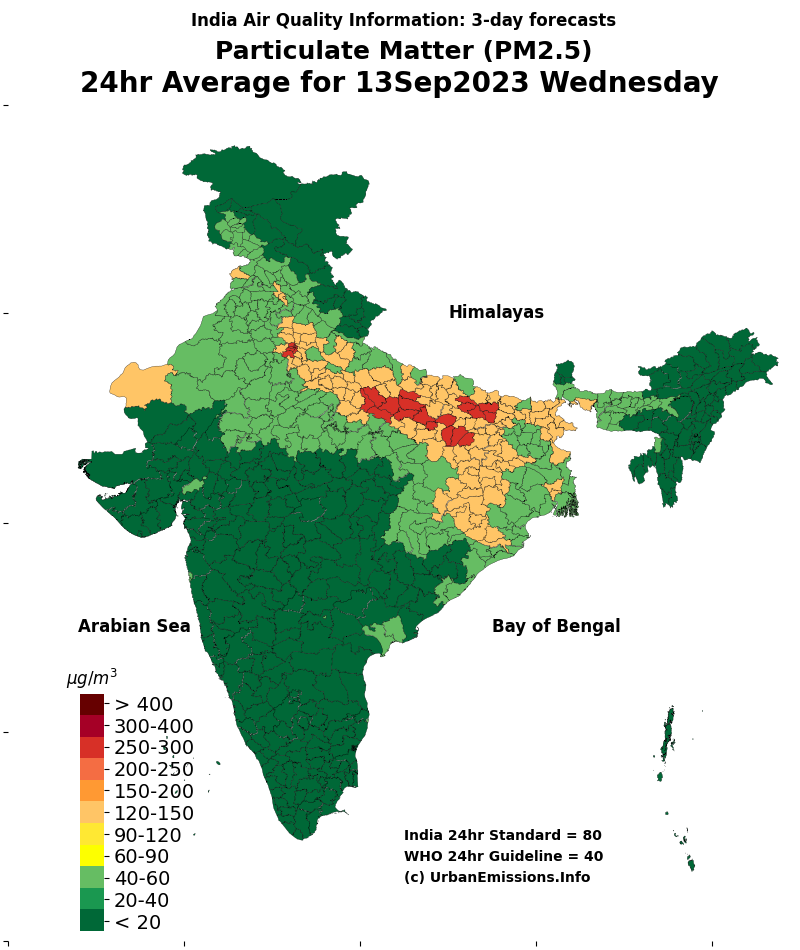 India Air Quality Information: 3-day forecasts
Particulate Matter (PM2.5)
24hr Average for 13Sep2023 Wednesday
Himalayas
Arabian Sea
Bay of Bengal
μg/m³
> 400
300-400
250-300
200-250
150-200
120-150
90-120
60-90
40-60
20-40
< 20
India 24hr Standard = 80
WHO 24hr Guideline = 40
(c) UrbanEmissions.Info